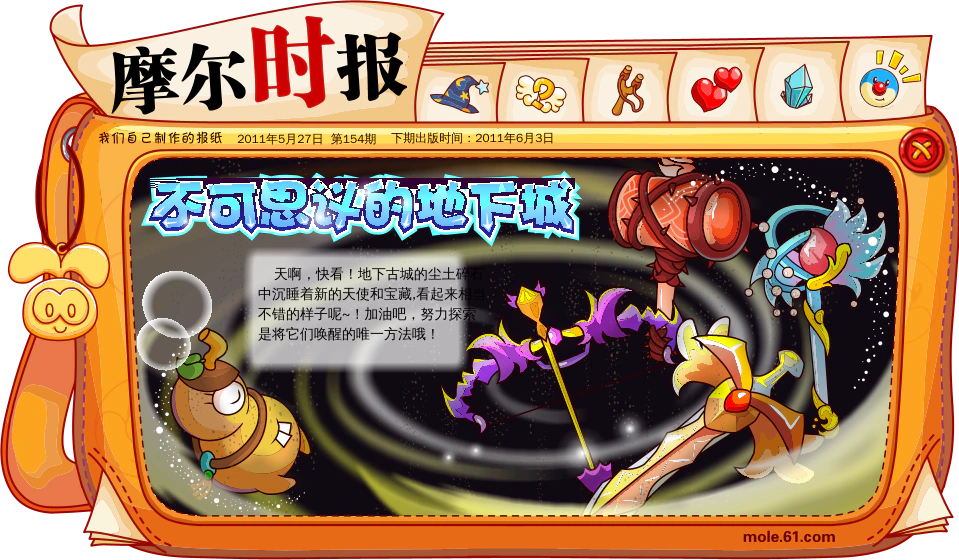 摩尔时报
我们自己制作的报纸 2011年5月27日 第154期 下期出版时间：2011年6月3日
不可思议的地下城
天啊，快看！地下古城的尘土碎石
中沉睡着新的天使和宝藏,看起来相当
不错的样子呢~！加油吧，努力探索
是将它们唤醒的唯一方法哦！
mole.61.com